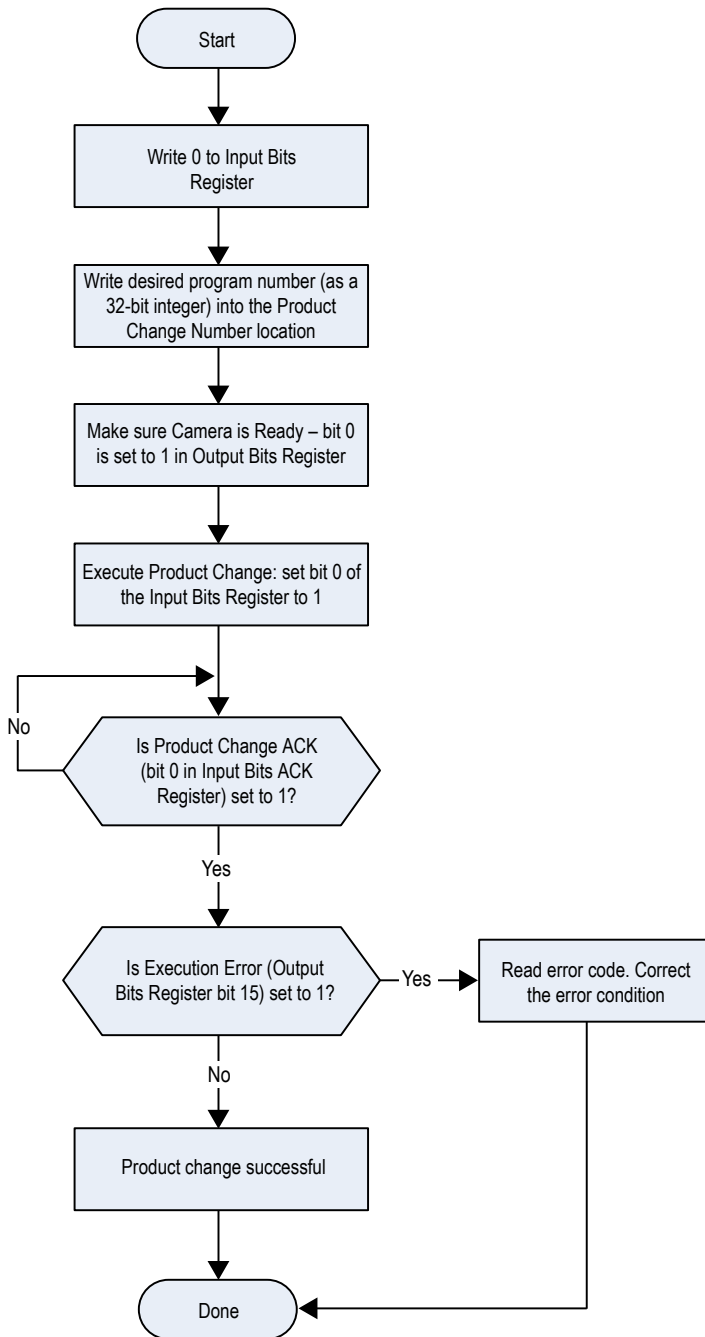 Start
Write 0 to Input Bits
Register
Write desired program number (as a
32-bit integer) into the Product
Change Number location
Make sure Camera is Ready – bit 0
is set to 1 in Output Bits Register
Execute Product Change: set bit 0 of
the Input Bits Register to 1
No
Is Product Change ACK
(bit 0 in Input Bits ACK
Register) set to 1?
Yes
Is Execution Error (Output
Bits Register bit 15) set to 1?
Yes
Read error code. Correct
the error condition
No
Product change successful
Done